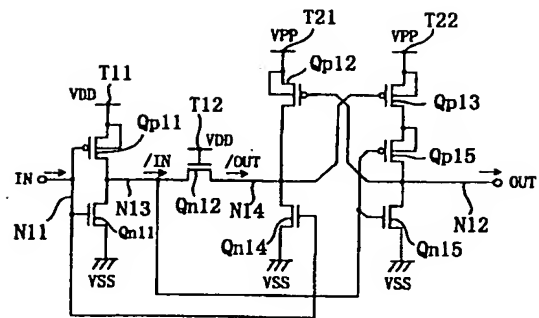 T21
T22
VPP
VPP
T11
Qp12
VDD
T12
Qp13
Qp11
VDD
/IN
/OUT
Qp15
IN
OUT
N13
Qn12
N14
N12
N11
Qn11
Qn14
Qn15
VSS
VSS
VSS